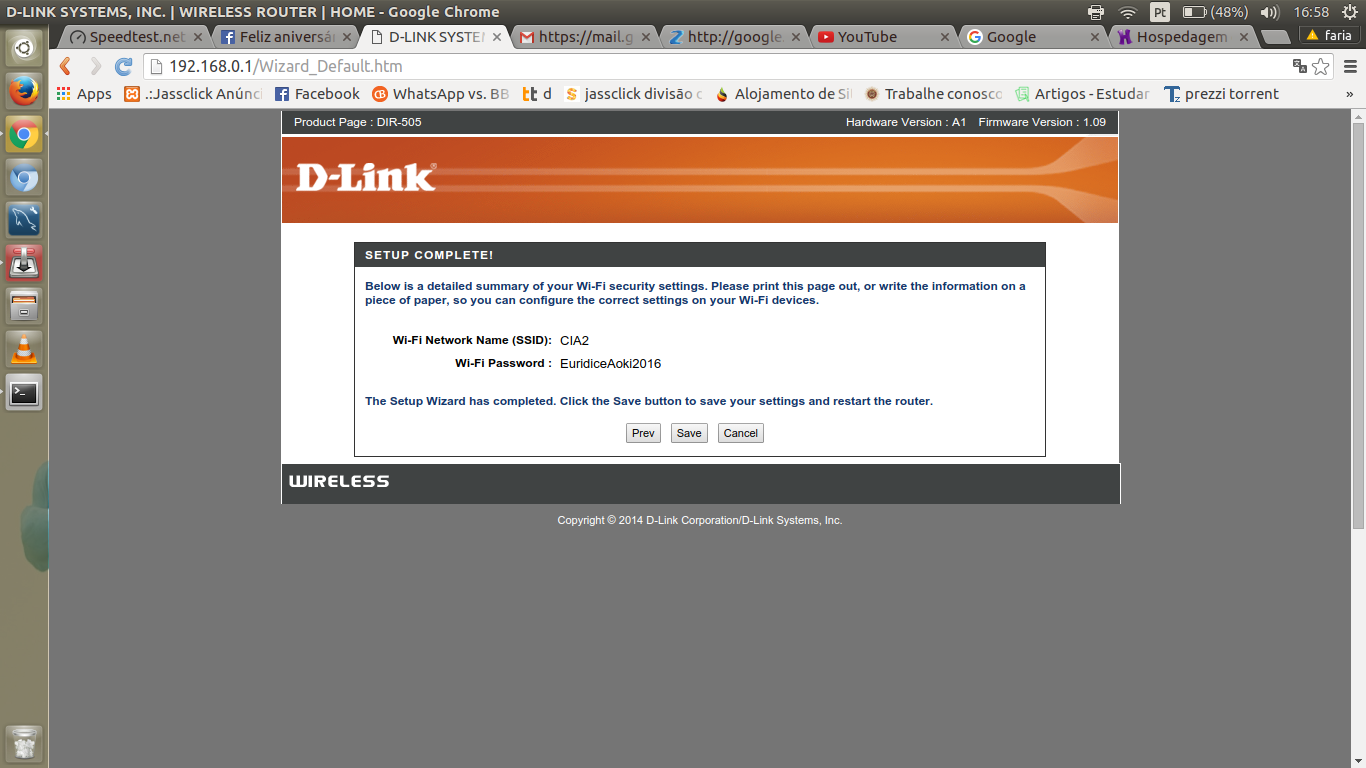 D-LINK SYSTEMS, INC. | WIRELESS ROUTER | HOME - Google Chrome
Pt (48%) 16:58
Speedtest.net
Feliz aniversár
D-LINK SYSTEM
https://mail.g
http://google.
YouTube
Google
Hospedagem
faria
192.168.0.1/Wizard_Default.htm
Apps .:Jassclick Anúnci Facebook WhatsApp vs. BB d jassclick divisão c Alojamento de Si Trabalhe conosco Artigos - Estudar prezzi torrent »
Product Page : DIR-505 Hardware Version : A1 Firmware Version : 1.09
D-Link®
SETUP COMPLETE!
Below is a detailed summary of your Wi-Fi security settings. Please print this page out, or write the information on a
piece of paper, so you can configure the correct settings on your Wi-Fi devices.
Wi-Fi Network Name (SSID): CIA2
Wi-Fi Password : EuridiceAoki2016
The Setup Wizard has completed. Click the Save button to save your settings and restart the router.
Prev Save Cancel
WIRELESS
Copyright © 2014 D-Link Corporation/D-Link Systems, Inc.